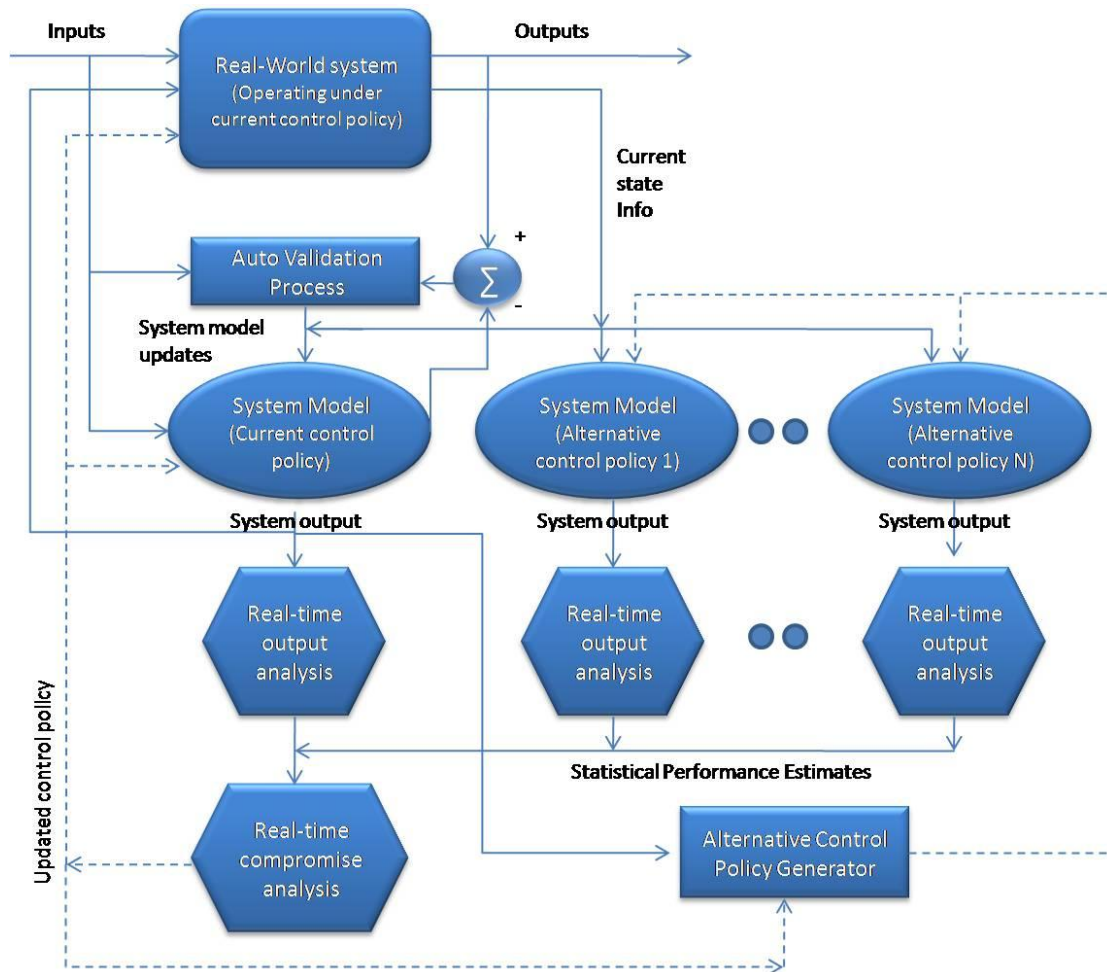 Inputs
Outputs
Real-World system
(Operating under
current control policy)
Current
state
Info
+
Auto Validation
Process
Σ
-
System model
updates
System Model
(Current control
policy)
System Model
(Alternative
control policy 1)
System Model
(Alternative
control policy N)
System output
System output
System output
Real-time
output
analysis
Real-time
output
analysis
Real-time
output
analysis
Updated control policy
Statistical Performance Estimates
Real-time
compromise
analysis
Alternative Control
Policy Generator